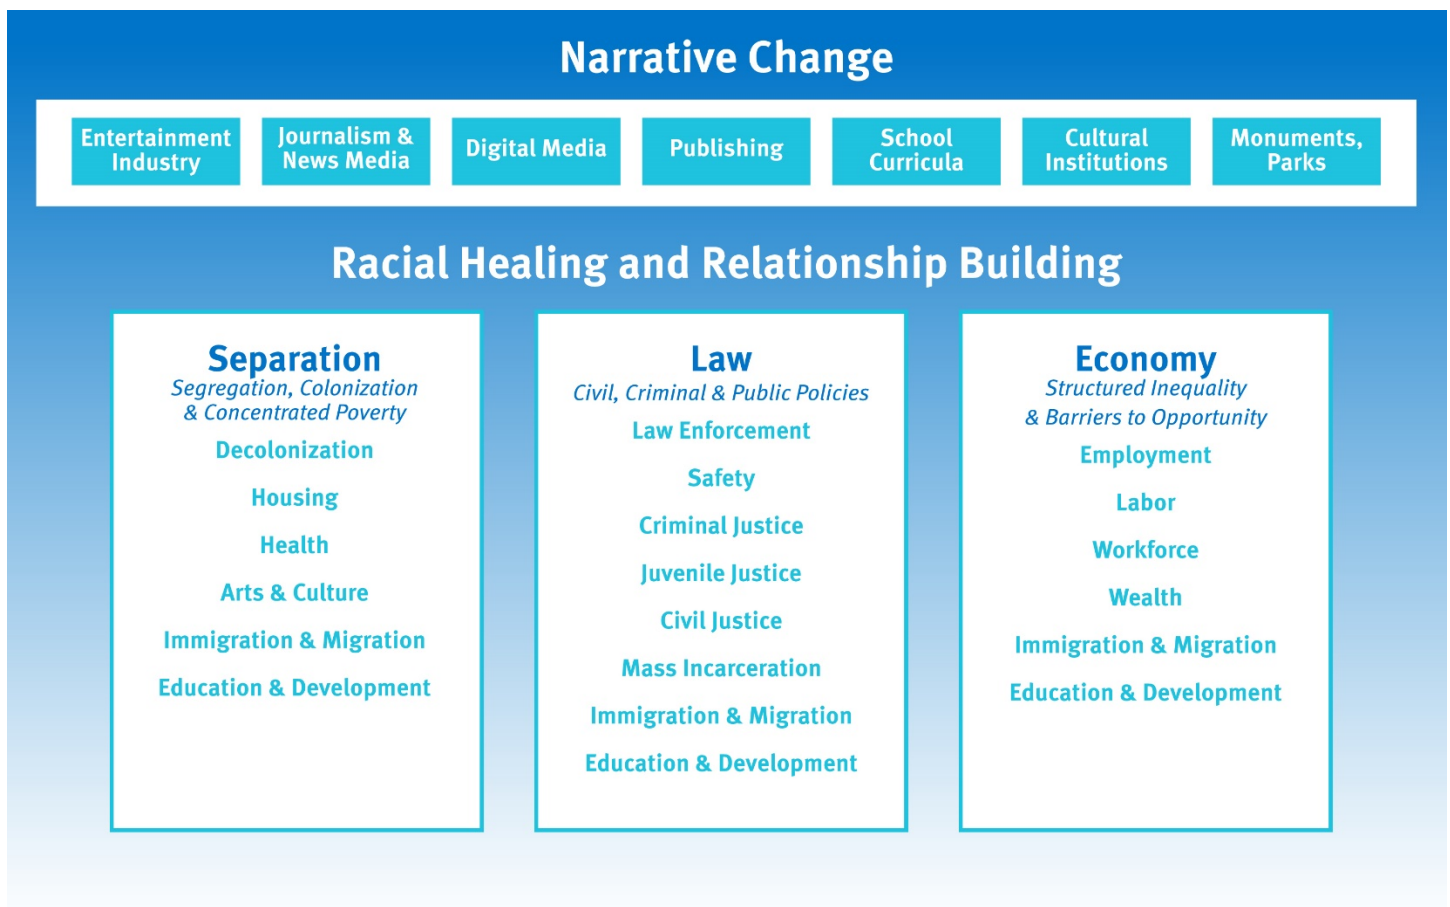 Narrative Change
Entertainment
Industry
Journalism &
News Media
Digital Media
Publishing
School
Curricula
Cultural
Institutions
Monuments,
Parks
Racial Healing and Relationship Building
Separation
Segregation, Colonization
& Concentrated Poverty
Decolonization
Housing
Health
Arts & Culture
Immigration & Migration
Education & Development
Law
Civil, Criminal & Public Policies
Law Enforcement
Safety
Criminal Justice
Juvenile Justice
Civil Justice
Mass Incarceration
Immigration & Migration
Education & Development
Economy
Structured Inequality
& Barriers to Opportunity
Employment
Labor
Workforce
Wealth
Immigration & Migration
Education & Development